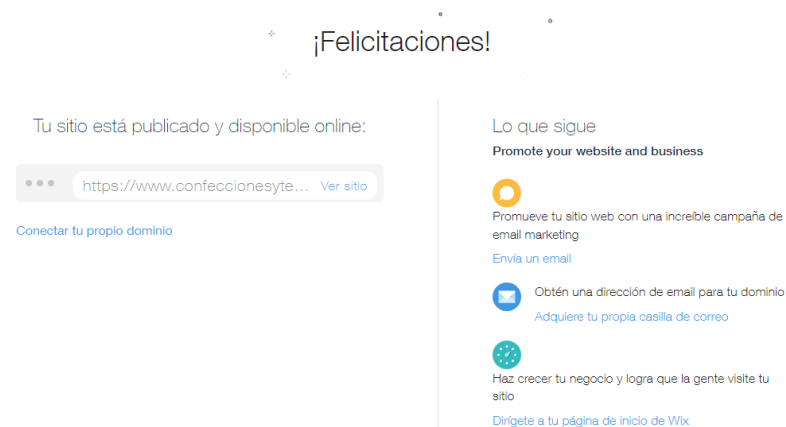 ¡Felicitaciones!
Tu sitio está publicado y disponible online:
https://www.confeccionesyte... Ver sitio
Conectar tu propio dominio
Lo que sigue
Promote your website and business
Promueve tu sitio web con una increíble campaña de
email marketing
Envía un email
Obtén una dirección de email para tu dominio
Adquiere tu propia casilla de correo
Haz crecer tu negocio y logra que la gente visite tu
sitio
Dirígete a tu página de inicio de Wix